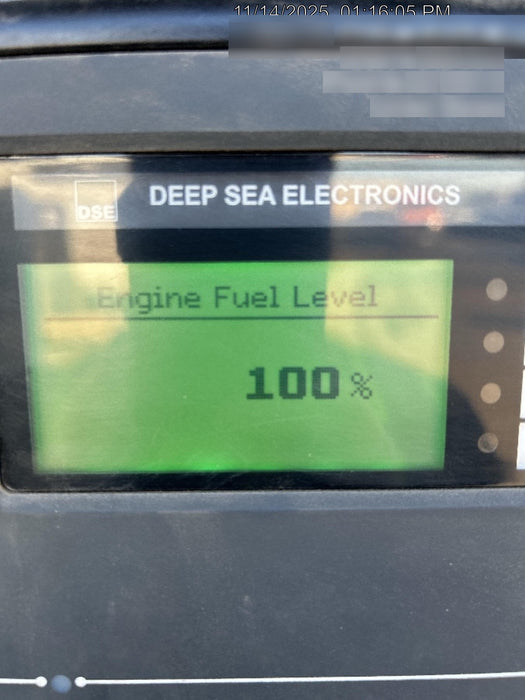 11/14/2025 01:16:05 PM
DSE
DEEP SEA ELECTRONICS
Engine Fuel Level
100 %